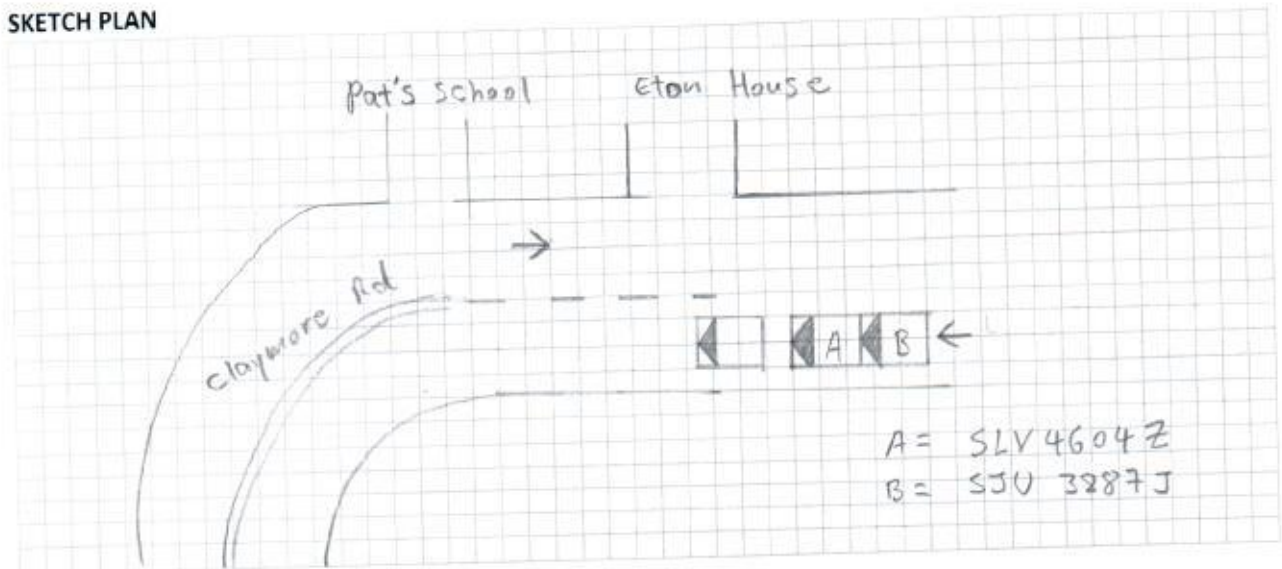 SKETCH PLAN
Pat's school
Eton House
Claymore Rd
A
B
A = SLV 4604 Z
B = SJU 3887 J